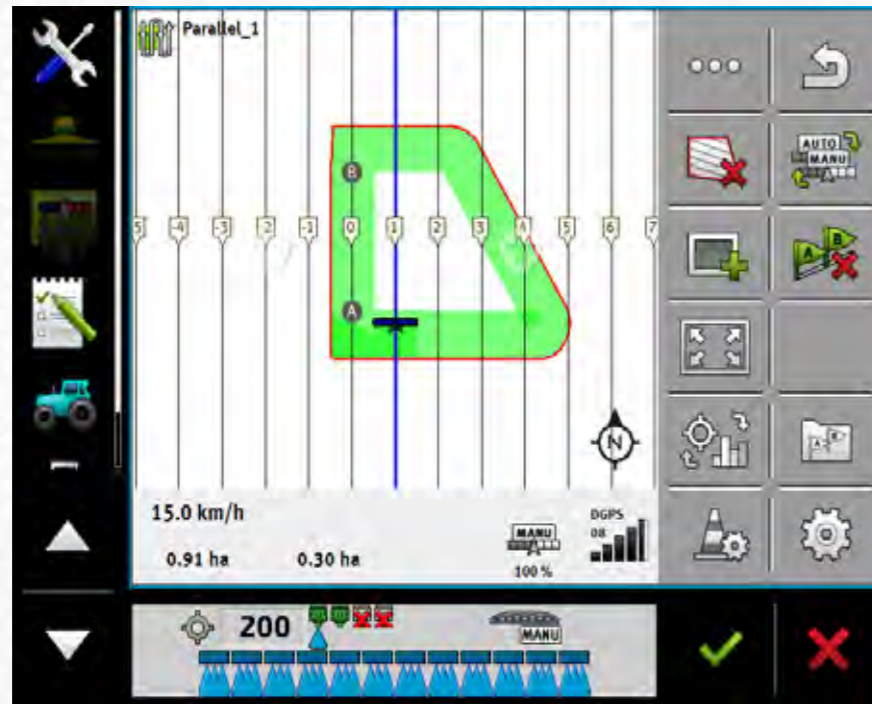 Parallel_1
AUTO
MANU
B
5 -4 -3 -2 -1 0 1 2 3 4 5 6 7
A B
A
N
A B
15.0 km/h
0.91 ha 0.30 ha
MANU
100 %
DGPS
08
200
MANU